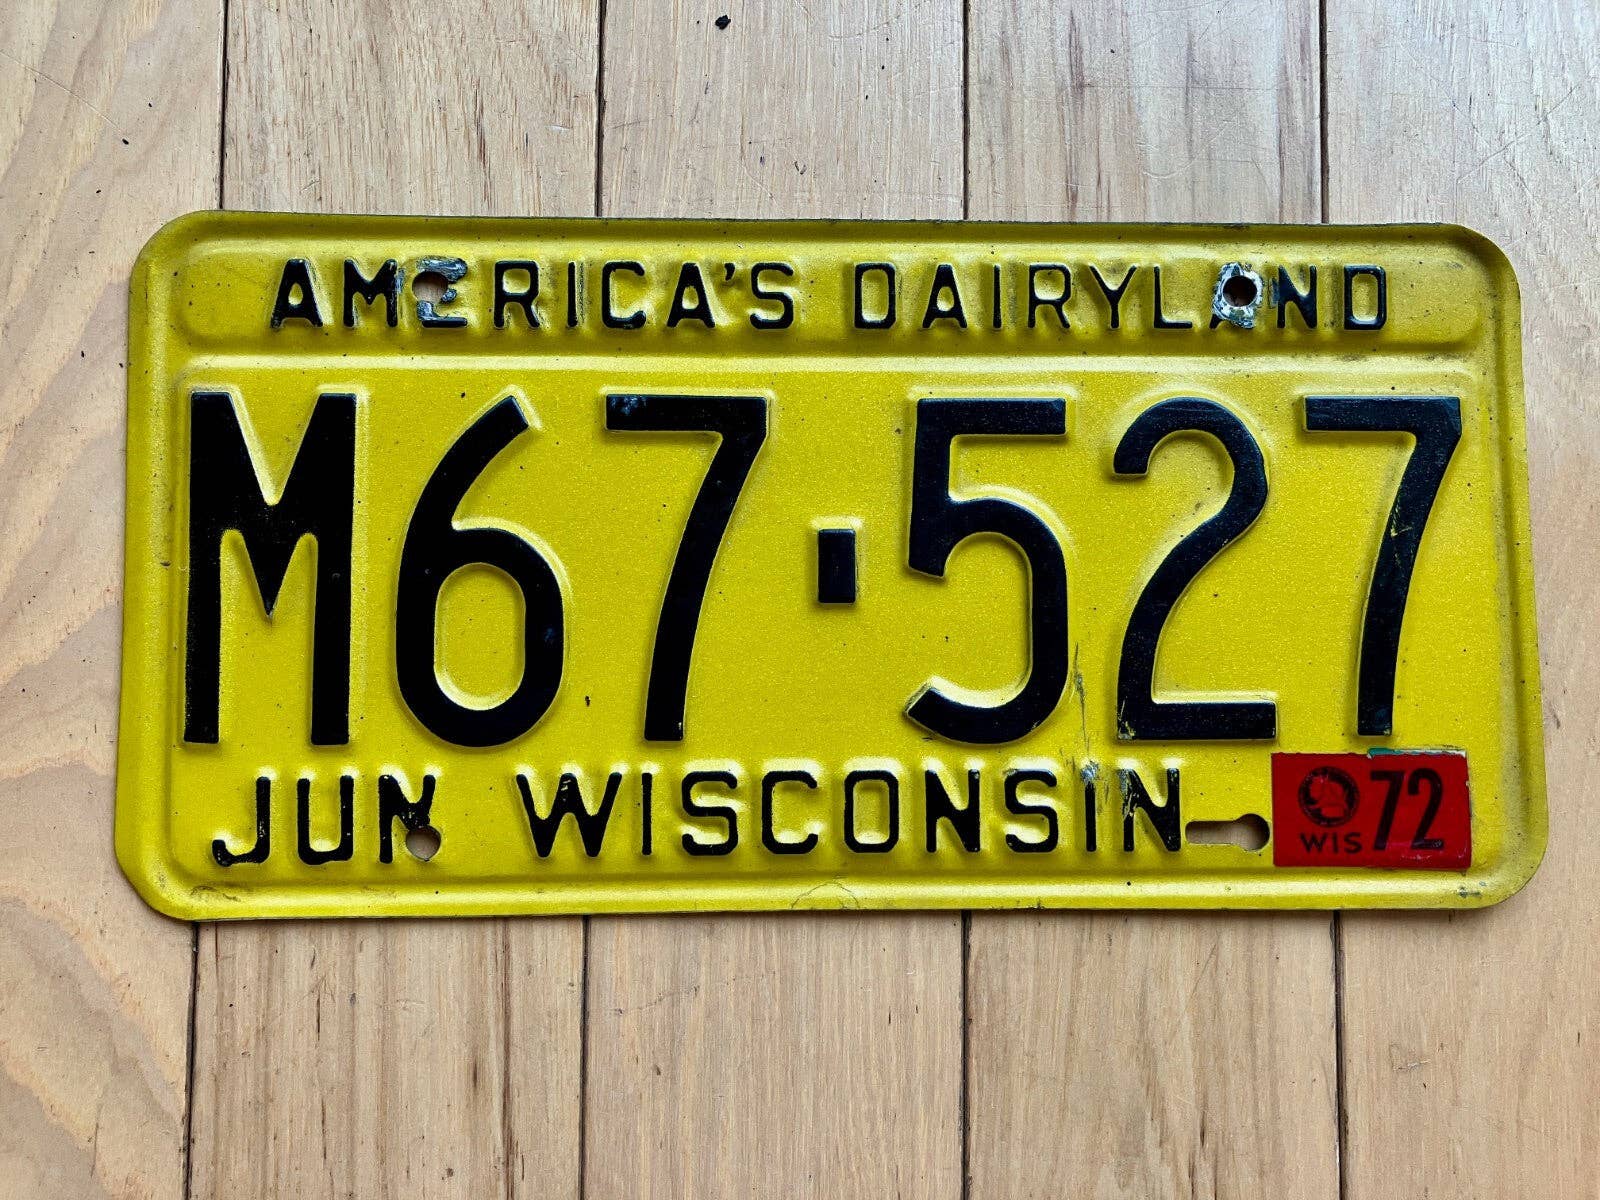 AMERICA'S DAIRYLAND
M67-527
JUN WISCONSIN
WIS 72